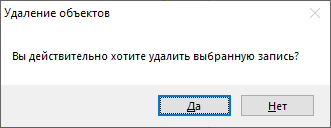 Удаление объектов
Вы действительно хотите удалить выбранную запись?
Да
Нет